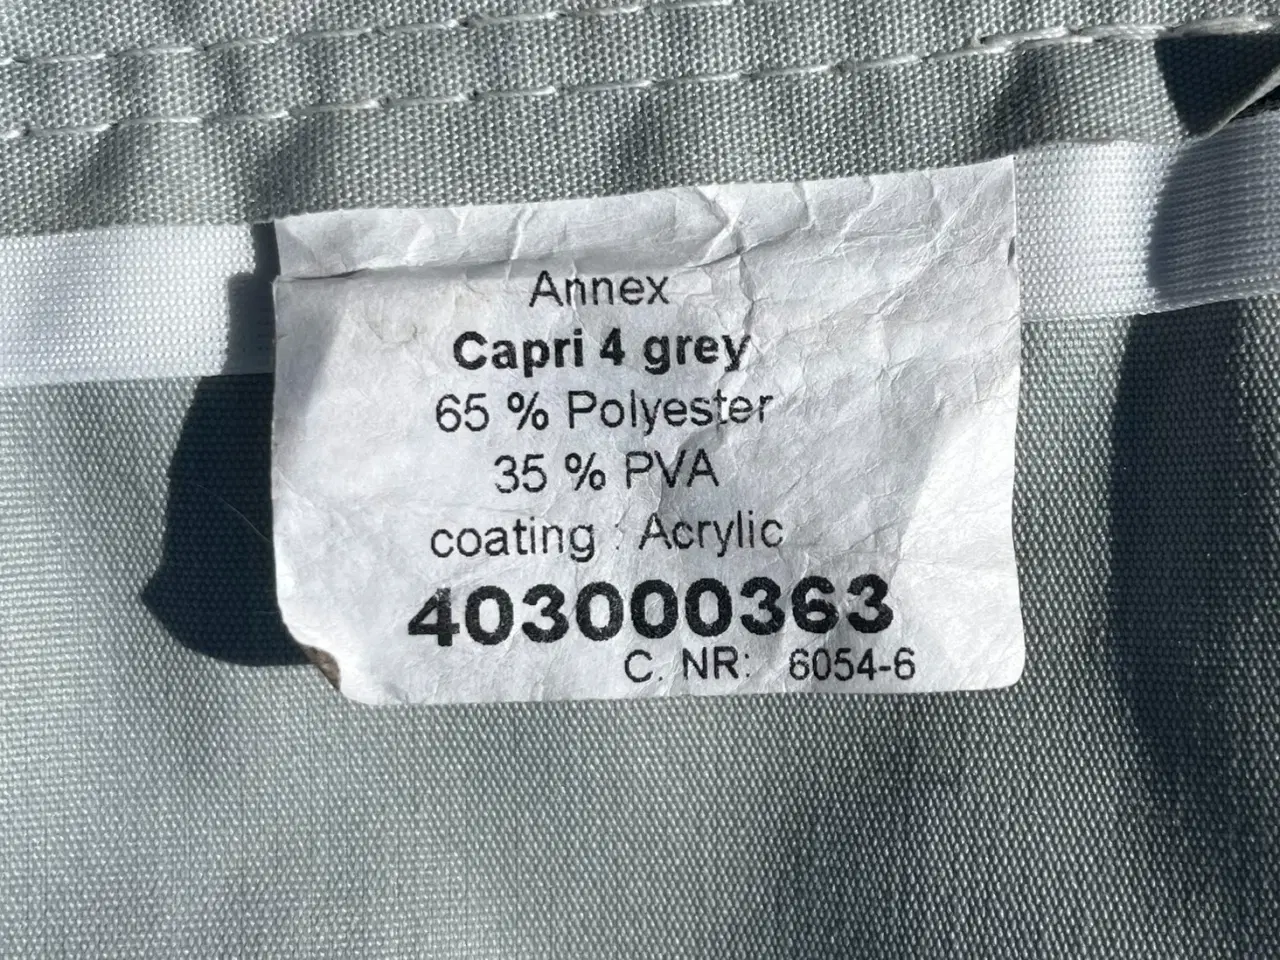 Annex
Capri 4 grey
65 % Polyester
35 % PVA
coating : Acrylic
403000363
C. NR: 6054-6